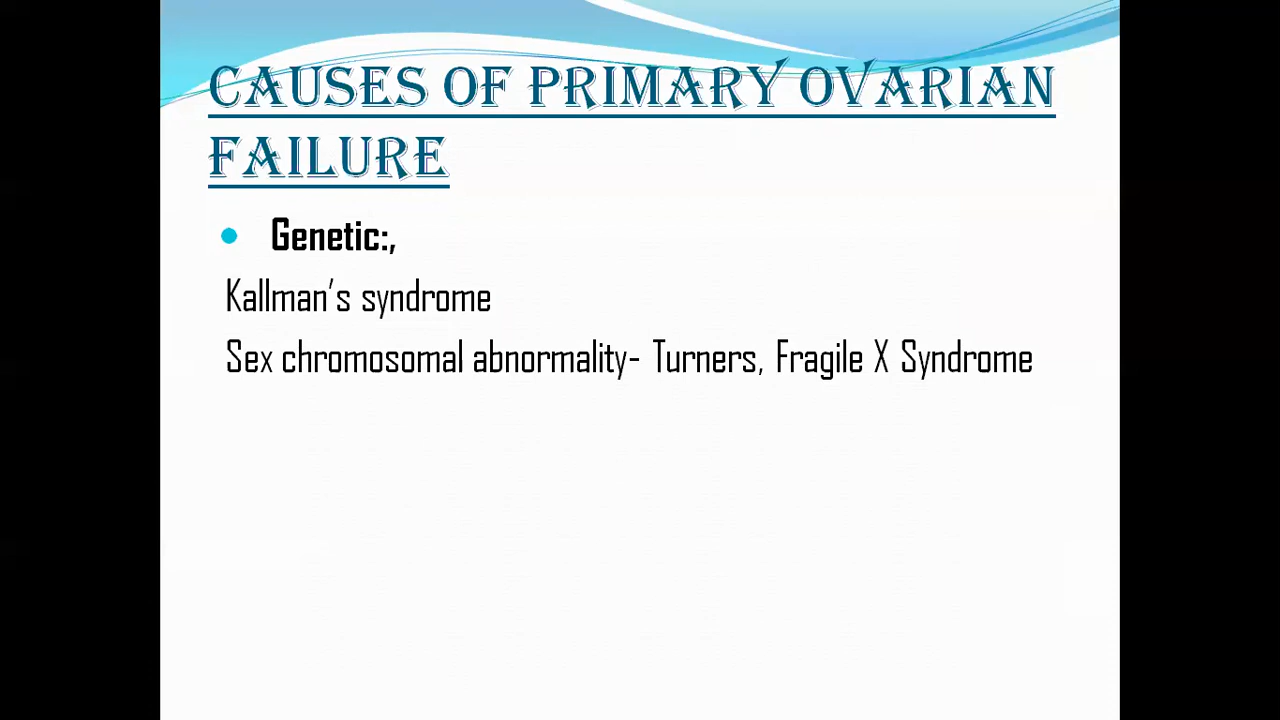 CAUSES OF PRIMARY OVARIAN
FAILURE
• Genetic:,
Kallman's syndrome
Sex chromosomal abnormality- Turners, Fragile X Syndrome